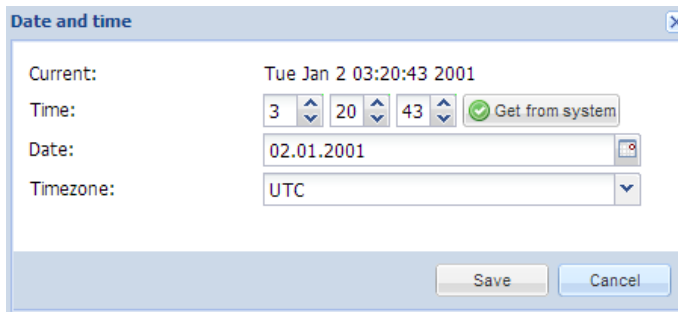 Date and time
Current: Tue Jan 2 03:20:43 2001
Time: 3 20 43 Get from system
Date: 02.01.2001
Timezone: UTC
Save Cancel